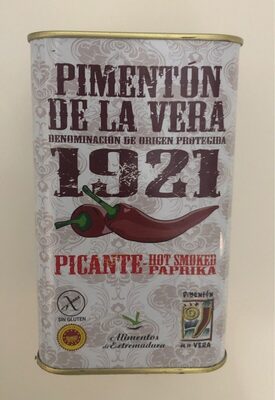 PIMENTÓN
DE LA VERA
DENOMINACIÓN DE ORIGEN PROTEGIDA
1921
PICANTE-HOT SMOKED
PAPRIKA
SIN GLUTEN
Alimentos
de Extremadura
PIMENTÓN
DE LA VERA